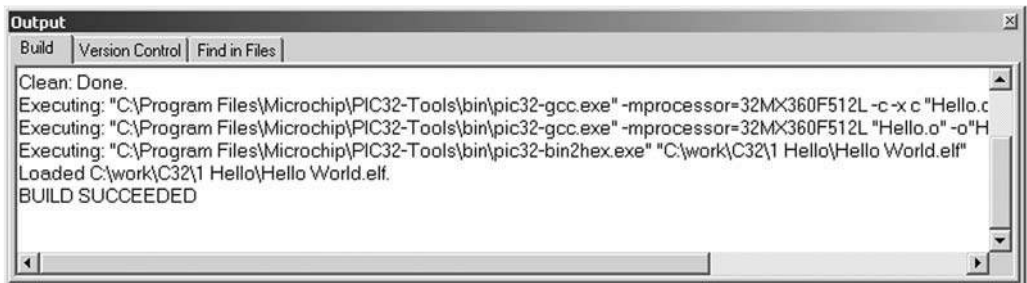 Output
Build Version Control Find in Files
Clean: Done.
Executing: "C:\Program Files\Microchip\PIC32-Tools\bin\pic32-gcc.exe" -mprocessor=32MX360F512L -c -x c "Hello.c
Executing: "C:\Program Files\Microchip\PIC32-Tools\bin\pic32-gcc.exe" -mprocessor=32MX360F512L "Hello.o" -o"H
Executing: "C:\Program Files\Microchip\PIC32-Tools\bin\pic32-bin2hex.exe" "C:\work\C32\1 Hello\Hello World.elf"
Loaded C:\work\C32\1 Hello\Hello World.elf.
BUILD SUCCEEDED